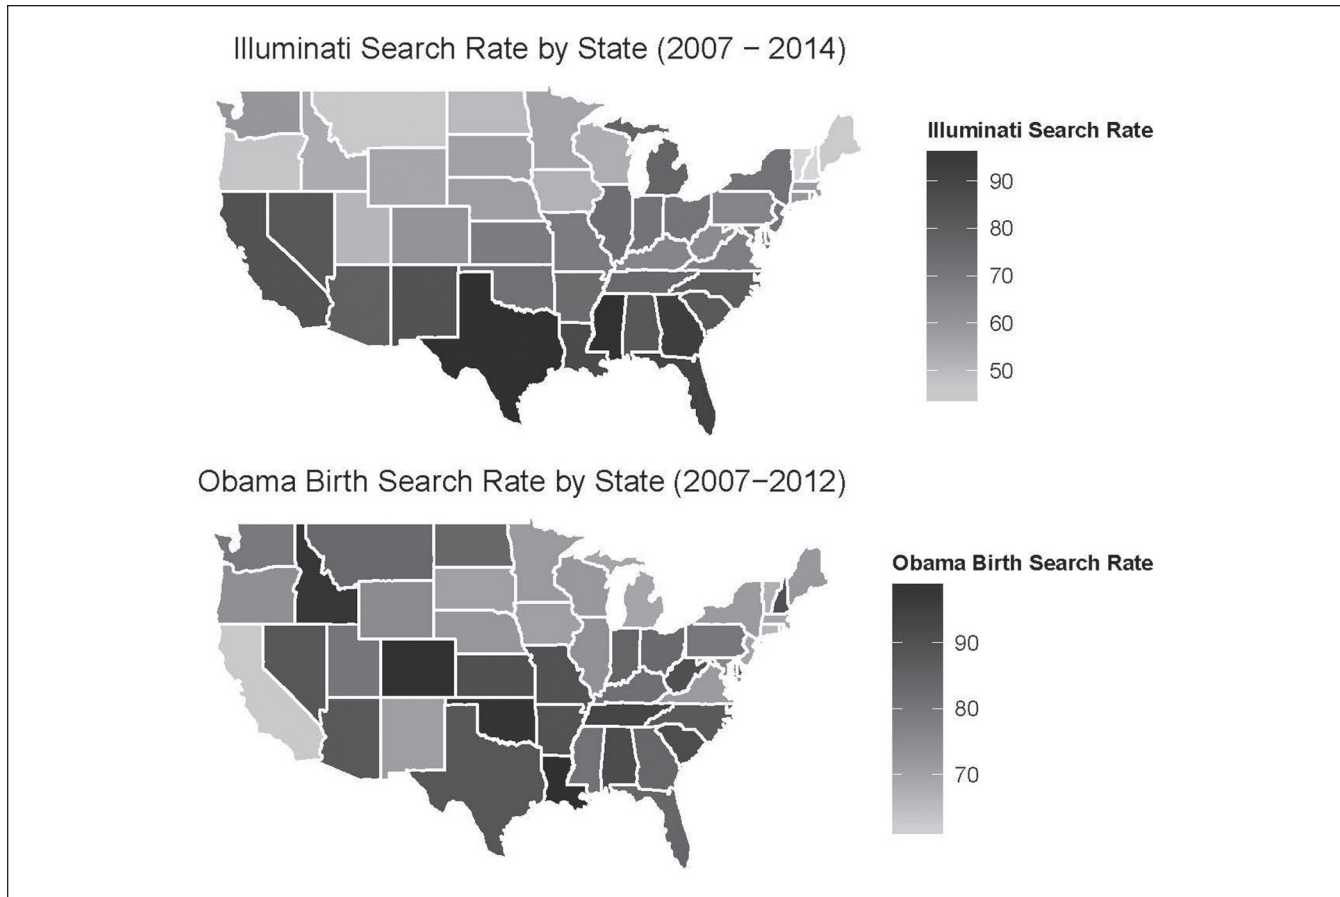 Illuminati Search Rate by State (2007 − 2014)
Illuminati Search Rate
90
80
70
60
50
Obama Birth Search Rate by State (2007−2012)
Obama Birth Search Rate
90
80
70